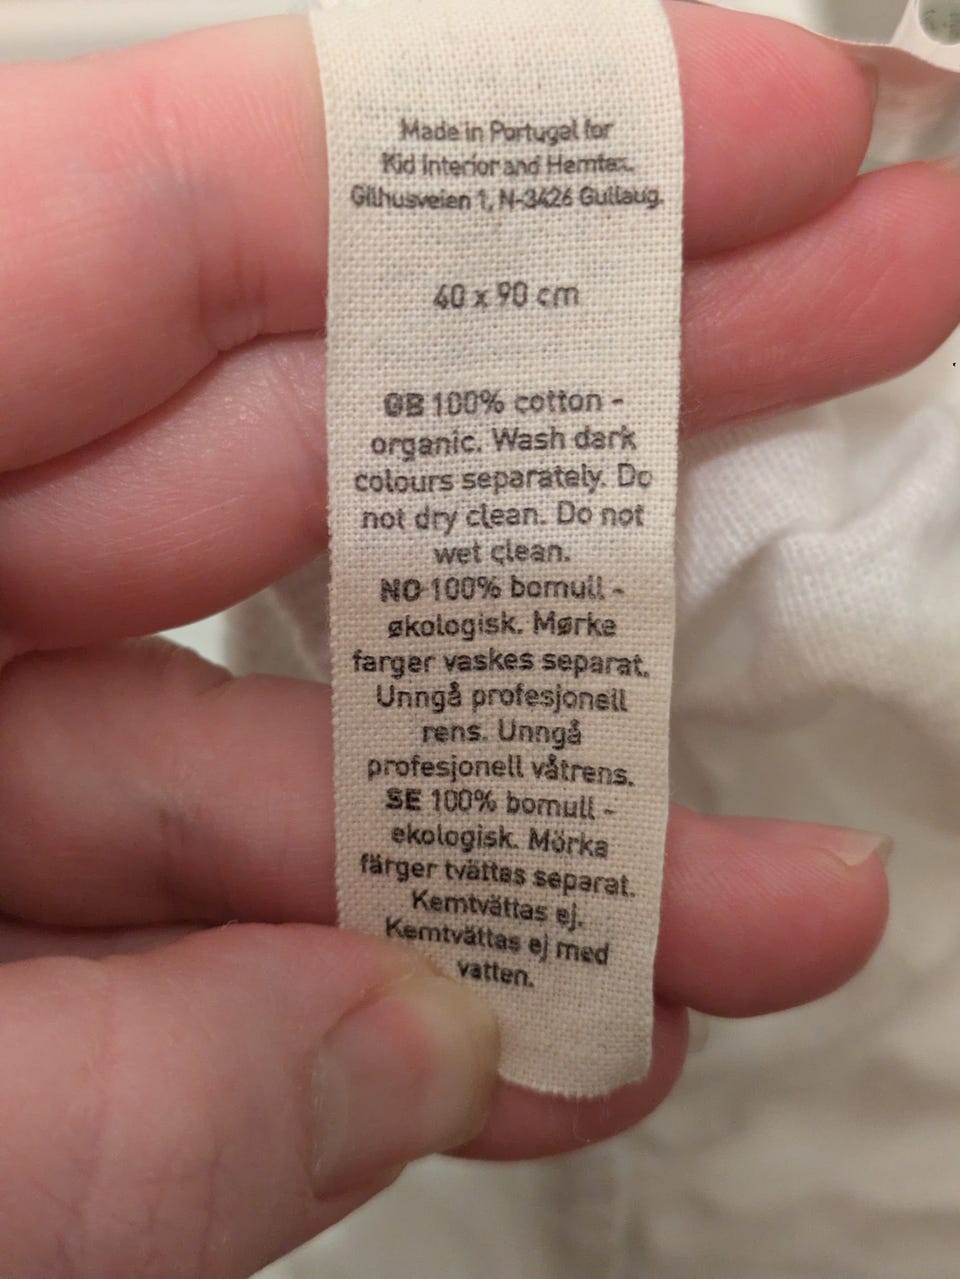 Made in Portugal for
Kid Interior and Hemtex.
Gilhusveien 1, N-3426 Gullaug.
40 x 90 cm
GB 100% cotton -
organic. Wash dark
colours separately. Do
not dry clean. Do not
wet clean.
NO 100% bomull -
økologisk. Mørke
farger vaskes separat.
Unngå profesjonell
rens. Unngå
profesjonell våtrens.
SE 100% bomull -
ekologisk. Mörka
färger tvättas separat.
Kemtvättas ej.
Kemtvättas ej med
vatten.